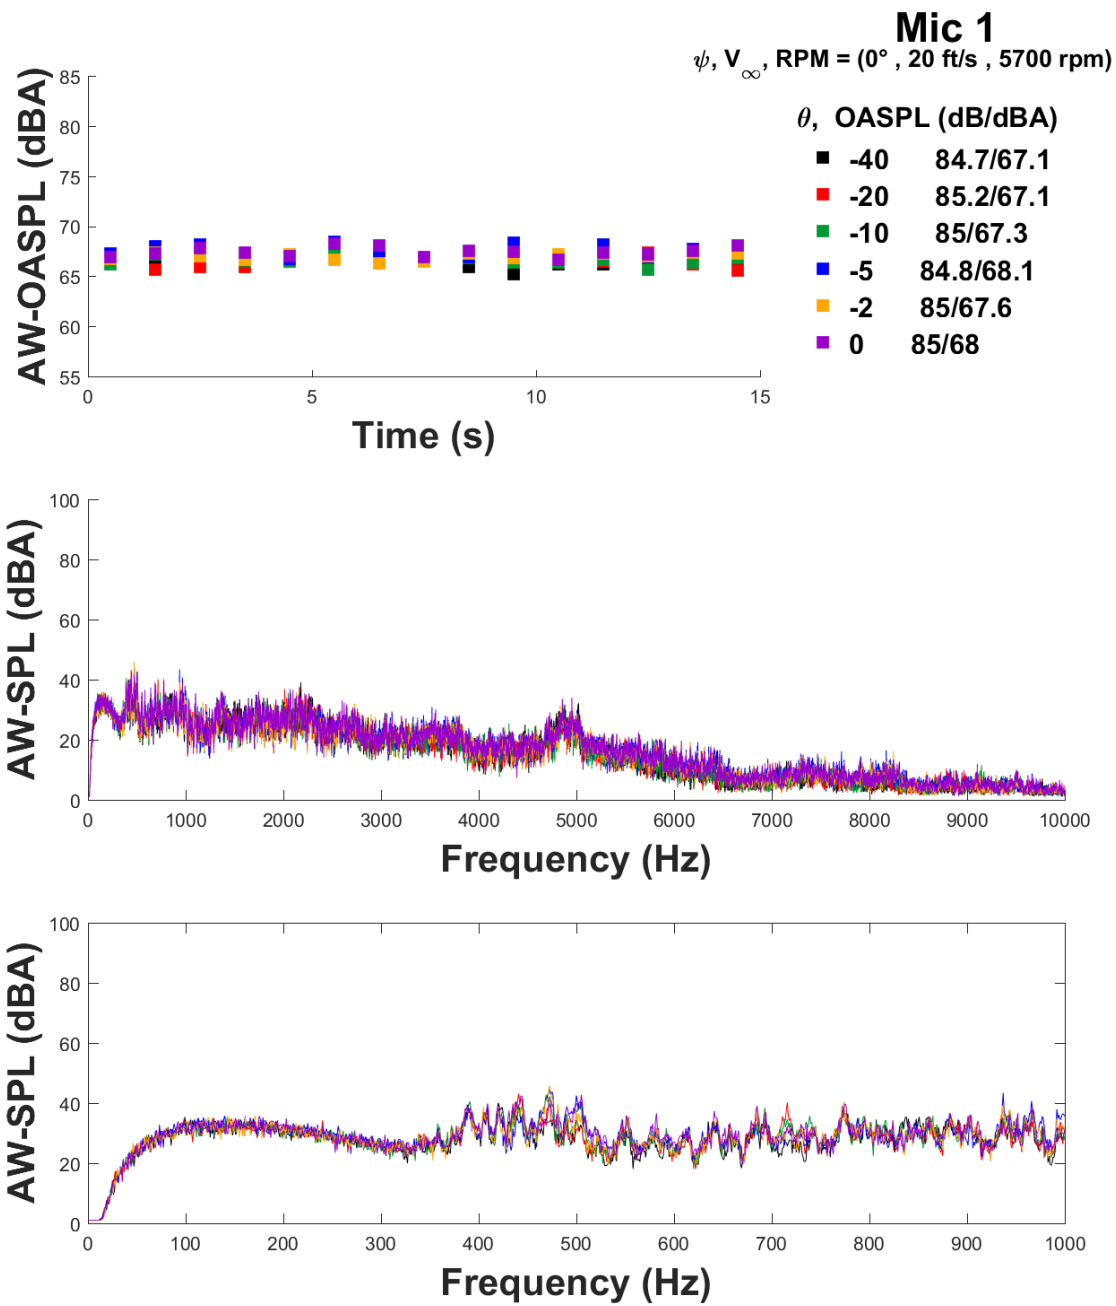 Mic 1
ψ, V∞, RPM = (0° , 20 ft/s , 5700 rpm)
θ, OASPL (dB/dBA)
-40 84.7/67.1
-20 85.2/67.1
-10 85/67.3
-5 84.8/68.1
-2 85/67.6
0 85/68
AW-OASPL (dBA)
85
80
75
70
65
60
55
0 5 10 15
Time (s)
AW-SPL (dBA)
100
80
60
40
20
0
0 1000 2000 3000 4000 5000 6000 7000 8000 9000 10000
Frequency (Hz)
AW-SPL (dBA)
100
80
60
40
20
0
0 100 200 300 400 500 600 700 800 900 1000
Frequency (Hz)